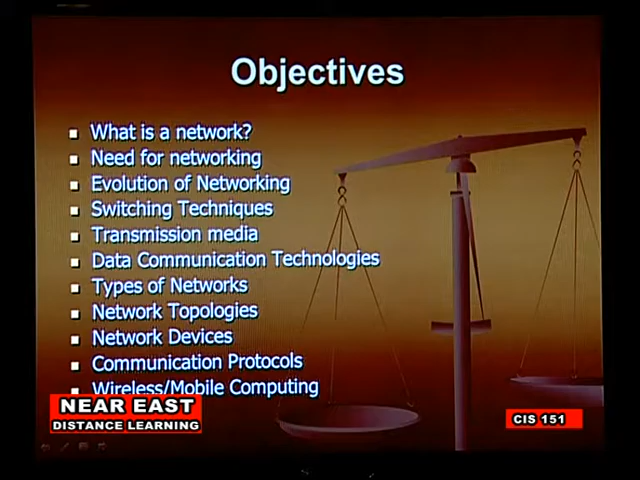 Objectives
What is a network?
Need for networking
Evolution of Networking
Switching Techniques
Transmission media
Data Communication Technologies
Types of Networks
Network Topologies
Network Devices
Communication Protocols
Wireless/Mobile Computing
NEAR EAST
DISTANCE LEARNING
CIS 151